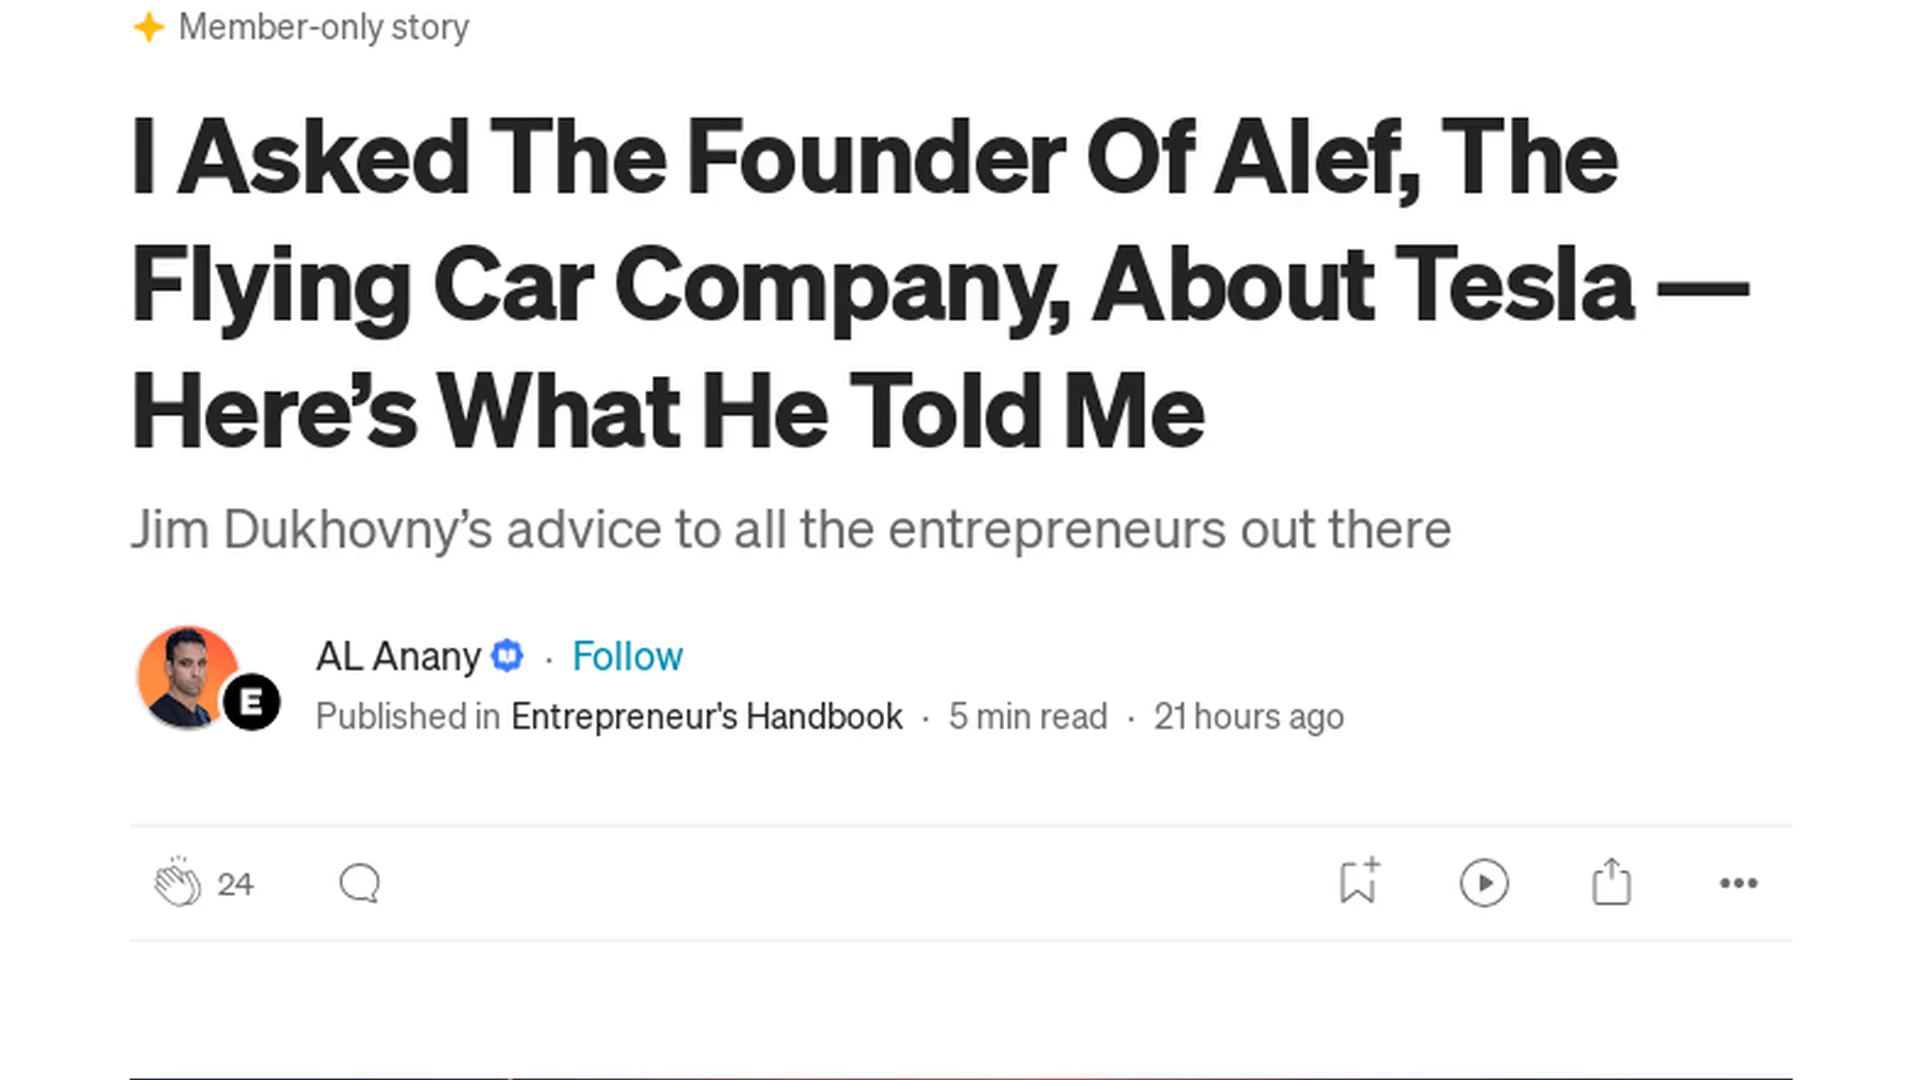 Member-only story
I Asked The Founder Of Alef, The
Flying Car Company, About Tesla —
Here’s What He Told Me
Jim Dukhovny’s advice to all the entrepreneurs out there
AL Anany · Follow
E
Published in Entrepreneur's Handbook · 5 min read · 21 hours ago
24